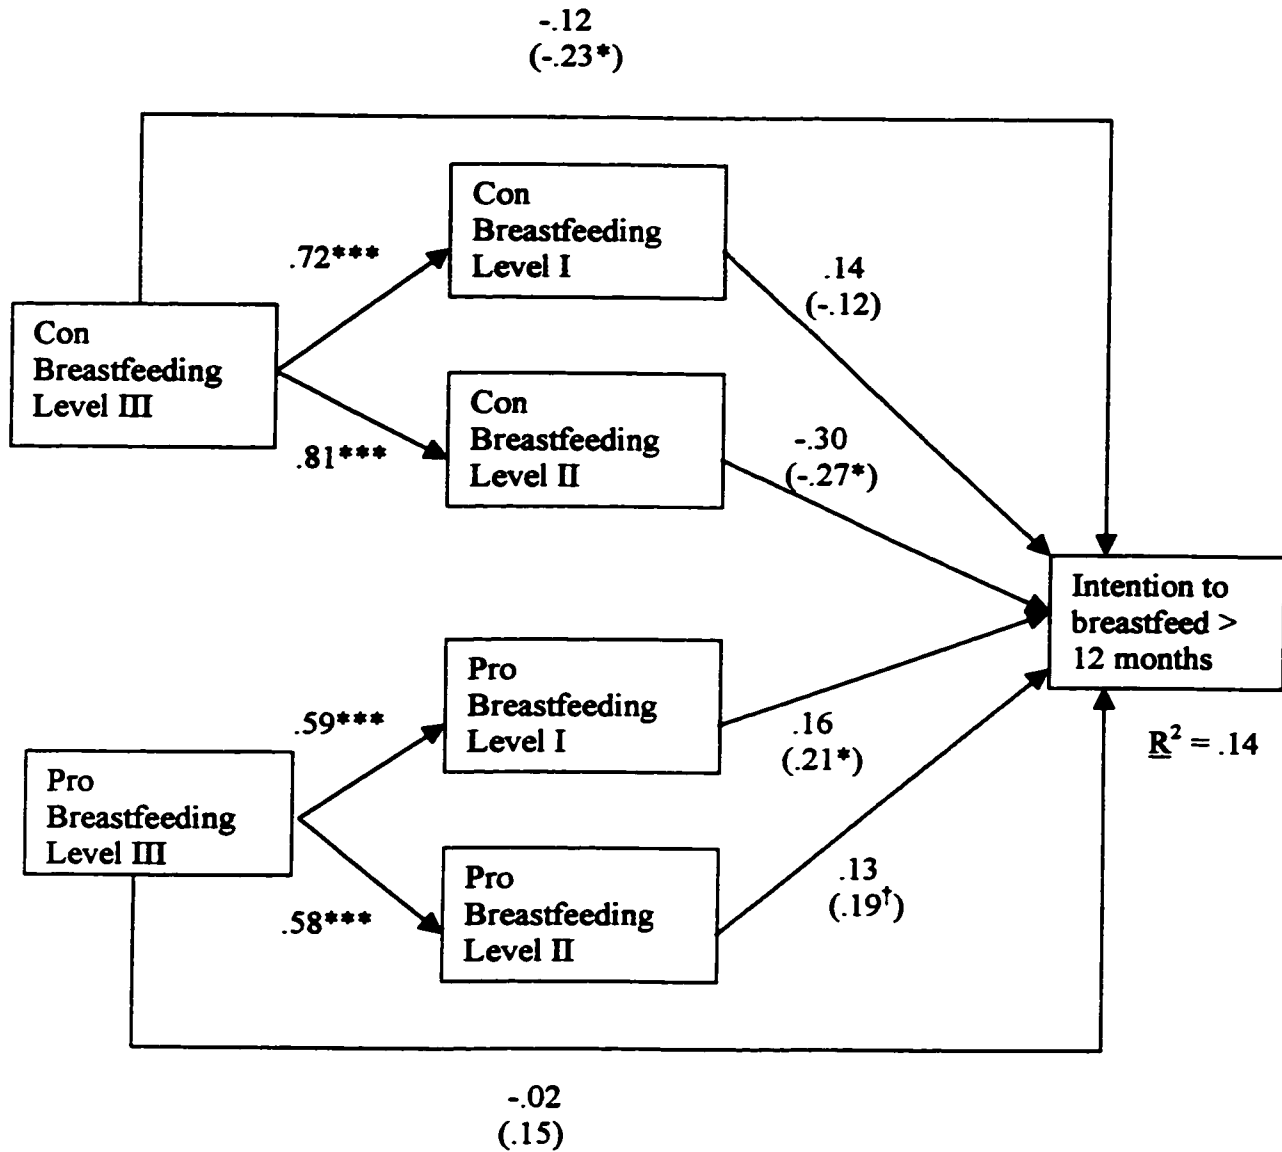 -.12
(-.23*)
Con
Breastfeeding
Level I
.72***
.14
(-.12)
Con
Breastfeeding
Level III
Con
Breastfeeding
Level II
.81***
-.30
(-.27*)
Intention to
breastfeed >
12 months
Pro
Breastfeeding
Level I
.59***
.16
(.21*)
R² = .14
Pro
Breastfeeding
Level III
Pro
Breastfeeding
Level II
.58***
.13
(.19†)
-.02
(.15)